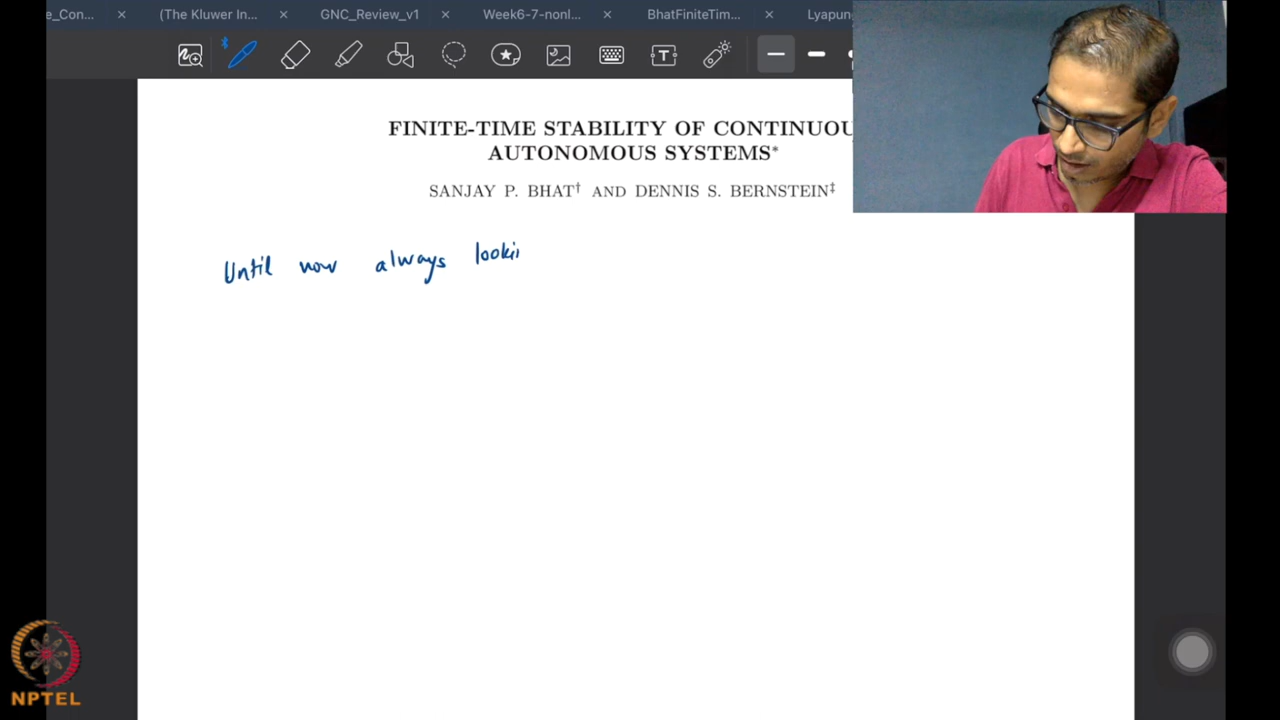 e_Con... × (The Kluwer In... × GNC_Review_v1 × Week6-7-nonl... × BhatFiniteTim... × Lyapun
T
FINITE-TIME STABILITY OF CONTINUOU
AUTONOMOUS SYSTEMS*
SANJAY P. BHAT† AND DENNIS S. BERNSTEIN‡
Until now always looki
NPTEL